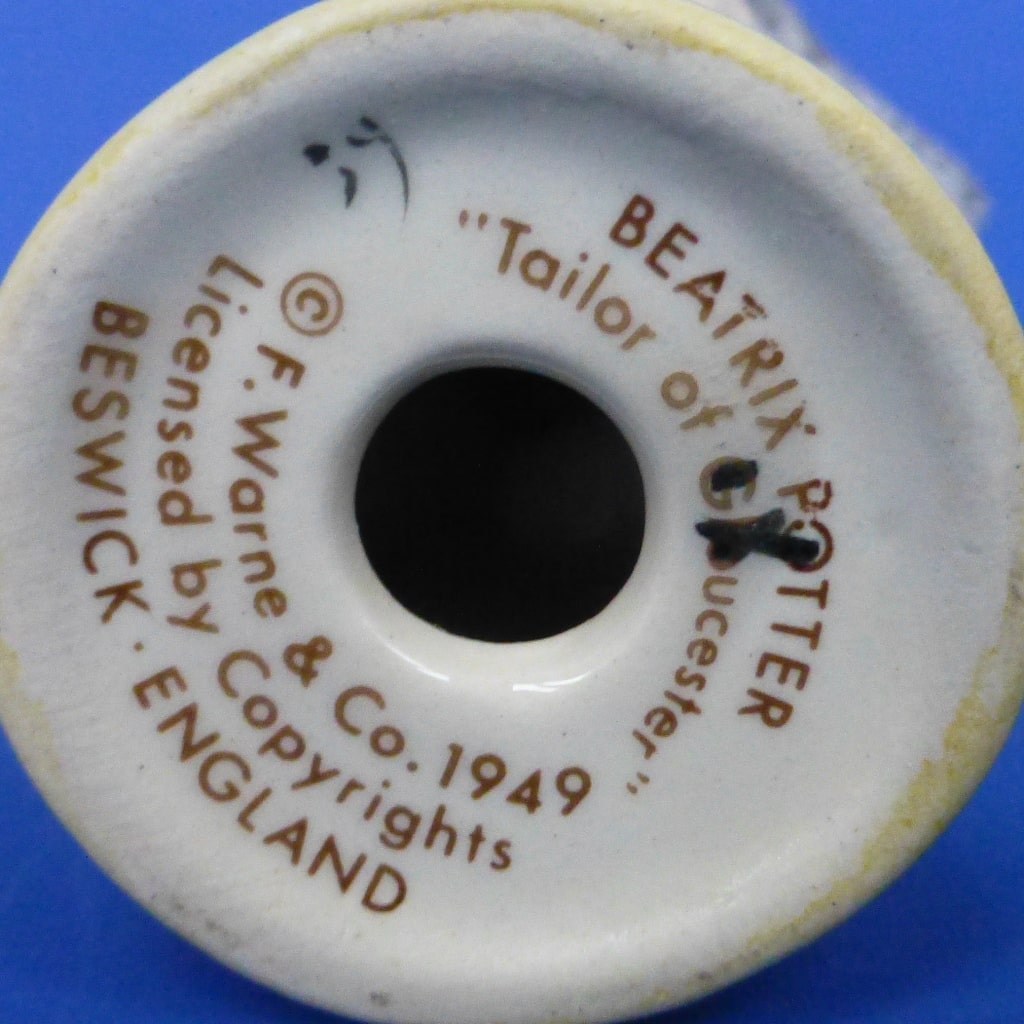 BEATRIX POTTER
"Tailor of Gloucester"
© F. Warne & Co. 1949
Licensed by Copyrights
BESWICK · ENGLAND